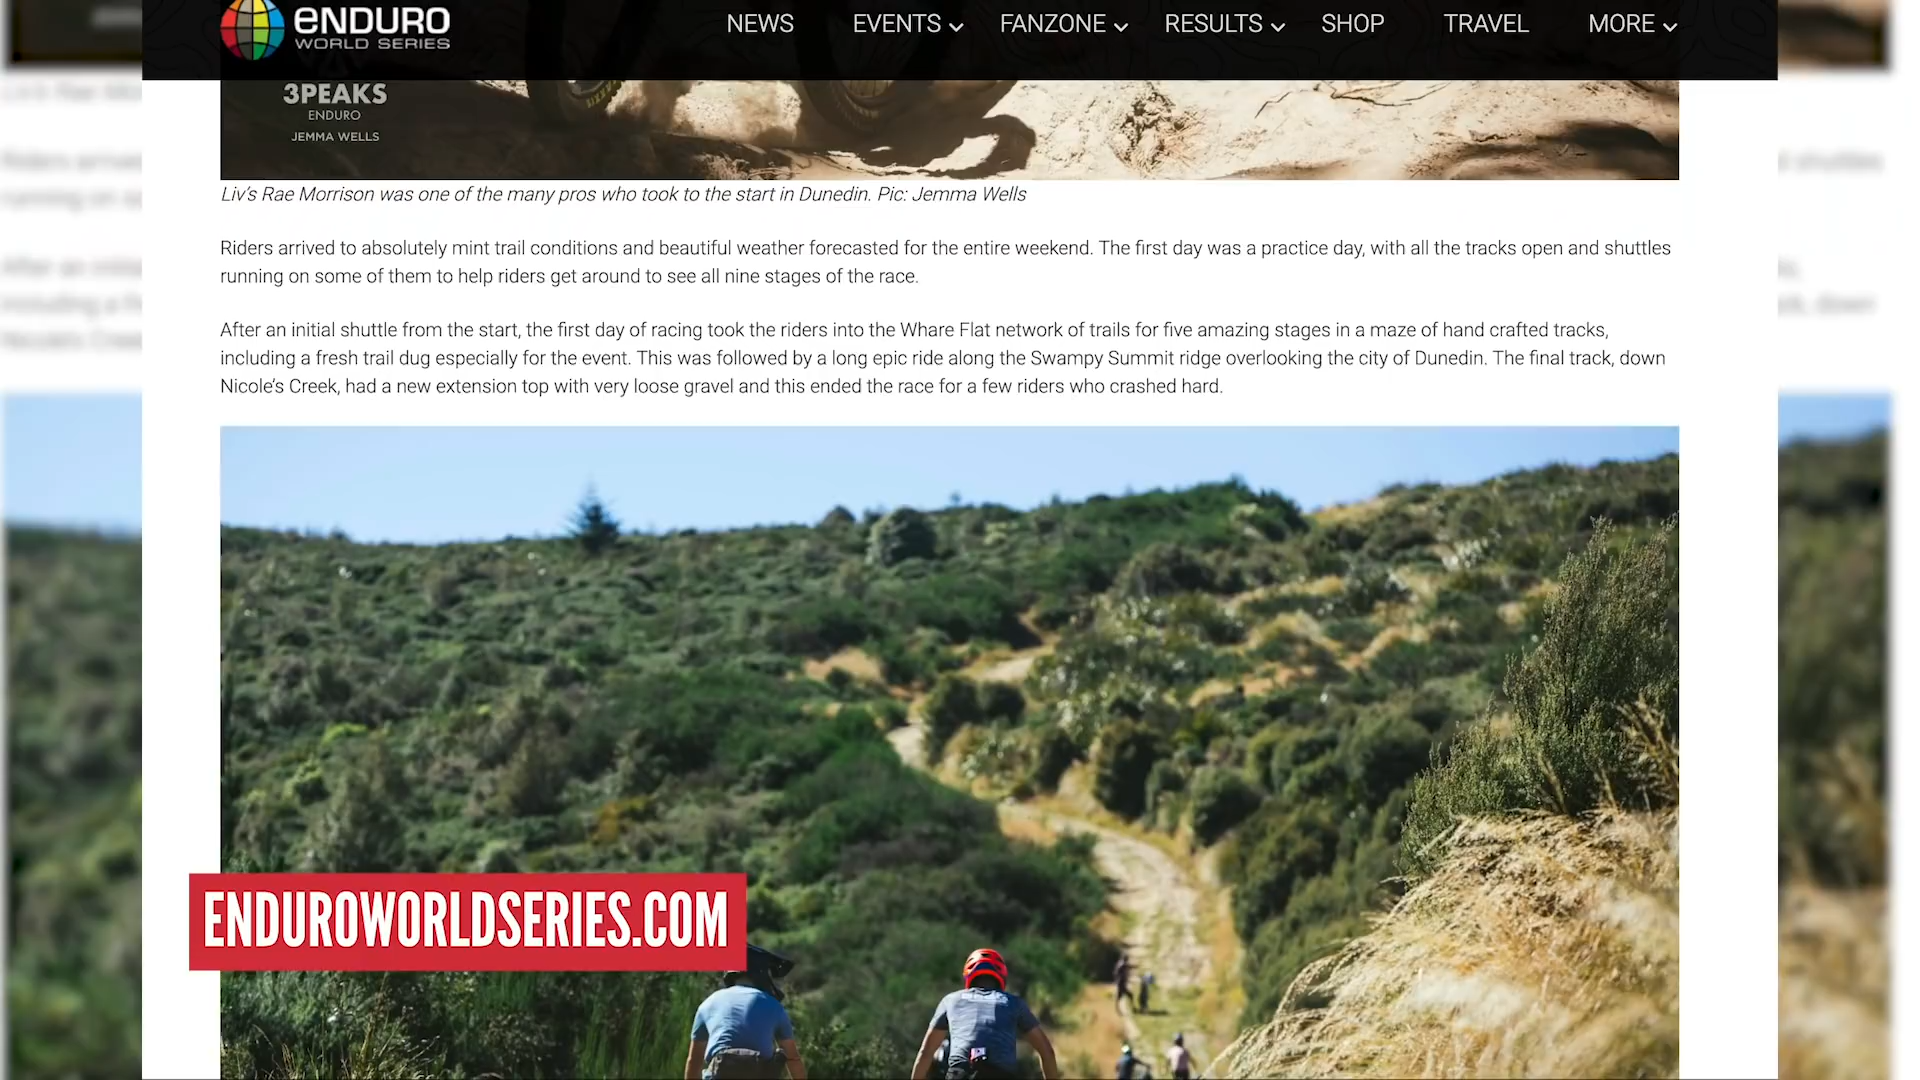 ENDURO
WORLD SERIES
NEWS
EVENTS
FANZONE
RESULTS
SHOP
TRAVEL
MORE
3PEAKS
ENDURO
JEMMA WELLS
Liv's Rae Morrison was one of the many pros who took to the start in Dunedin. Pic: Jemma Wells
Riders arrived to absolutely mint trail conditions and beautiful weather forecasted for the entire weekend. The first day was a practice day, with all the tracks open and shuttles
running on some of them to help riders get around to see all nine stages of the race.
After an initial shuttle from the start, the first day of racing took the riders into the Whare Flat network of trails for five amazing stages in a maze of hand crafted tracks,
including a fresh trail dug especially for the event. This was followed by a long epic ride along the Swampy Summit ridge overlooking the city of Dunedin. The final track, down
Nicole's Creek, had a new extension top with very loose gravel and this ended the race for a few riders who crashed hard.
ENDUROWORLDSERIES.COM